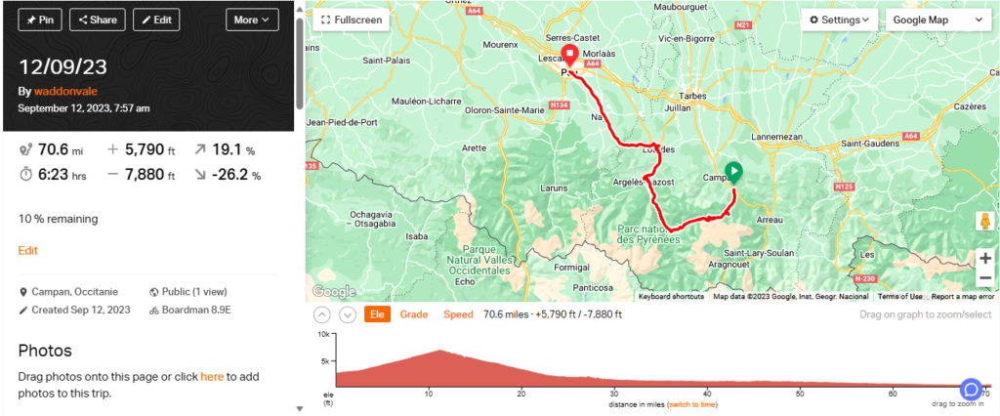 Pin
Share
Edit
More
12/09/23
By waddonvale
September 12, 2023, 7:57 am
70.6 mi
+ 5,790 ft
19.1 %
6:23 hrs
− 7,880 ft
-26.2 %
10 % remaining
Edit
Campan, Occitanie
Public (1 view)
Created Sep 12, 2023
Boardman 8.9E
Photos
Drag photos onto this page or click here to add
photos to this trip.
Fullscreen
Settings
Google Map
Maubourguet
N21
A64
Serres-Castet
Vic-en-Bigorre
Mourenx
Lescar
Morlaàs
Saint-Palais
A64
Tarbes
Mauléon-Licharre
N134
Juillan
Cazères
Oloron-Sainte-Marie
Jean-Pied-de-Port
Lannemezan
A64
Saint-Gaudens
Arette
Lourdes
135
Argelès-Gazost
N125
Laruns
Ochagavía
- Otsagabia
Arreau
Parc national
des Pyrénées
Isaba
Saint-Lary-Soulan
Les
Parque
Natural Valles
Occidentales
Aragnouet
Echo
Formigal
Panticosa
N-230
Google
Keyboard shortcuts
Map data ©2023 Google, Inst. Geogr. Nacional
Terms of Use
Report a map error
Ele
Grade
Speed
70.6 miles · +5,790 ft / -7,880 ft
Drag on graph to zoom/select
10k
5k
ele
(ft)
10
20
30
40
50
60
70
distance in miles (switch to time)
drag to zoom in